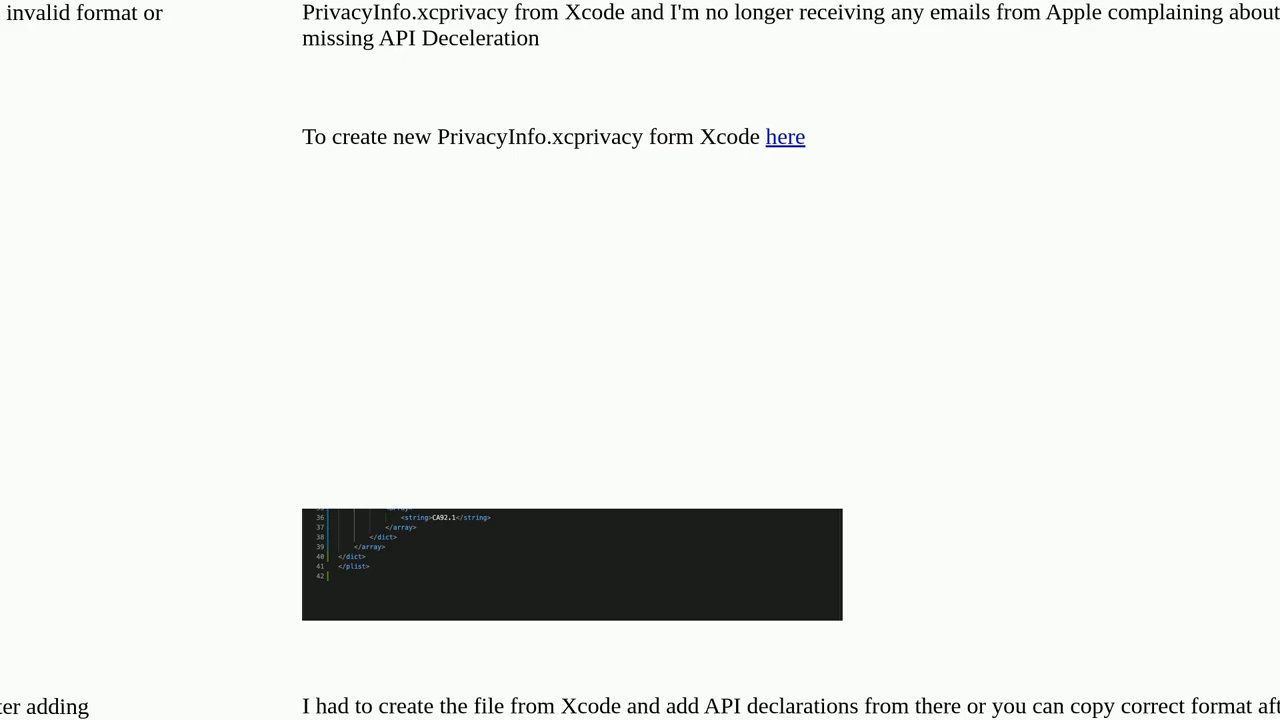 invalid format or
PrivacyInfo.xcprivacy from Xcode and I'm no longer receiving any emails from Apple complaining about
missing API Deceleration
To create new PrivacyInfo.xcprivacy form Xcode here
36 <string>CA92.1</string>
37 </array>
38 </dict>
39 </array>
40 </dict>
41 </plist>
42
ter adding
I had to create the file from Xcode and add API declarations from there or you can copy correct format aft